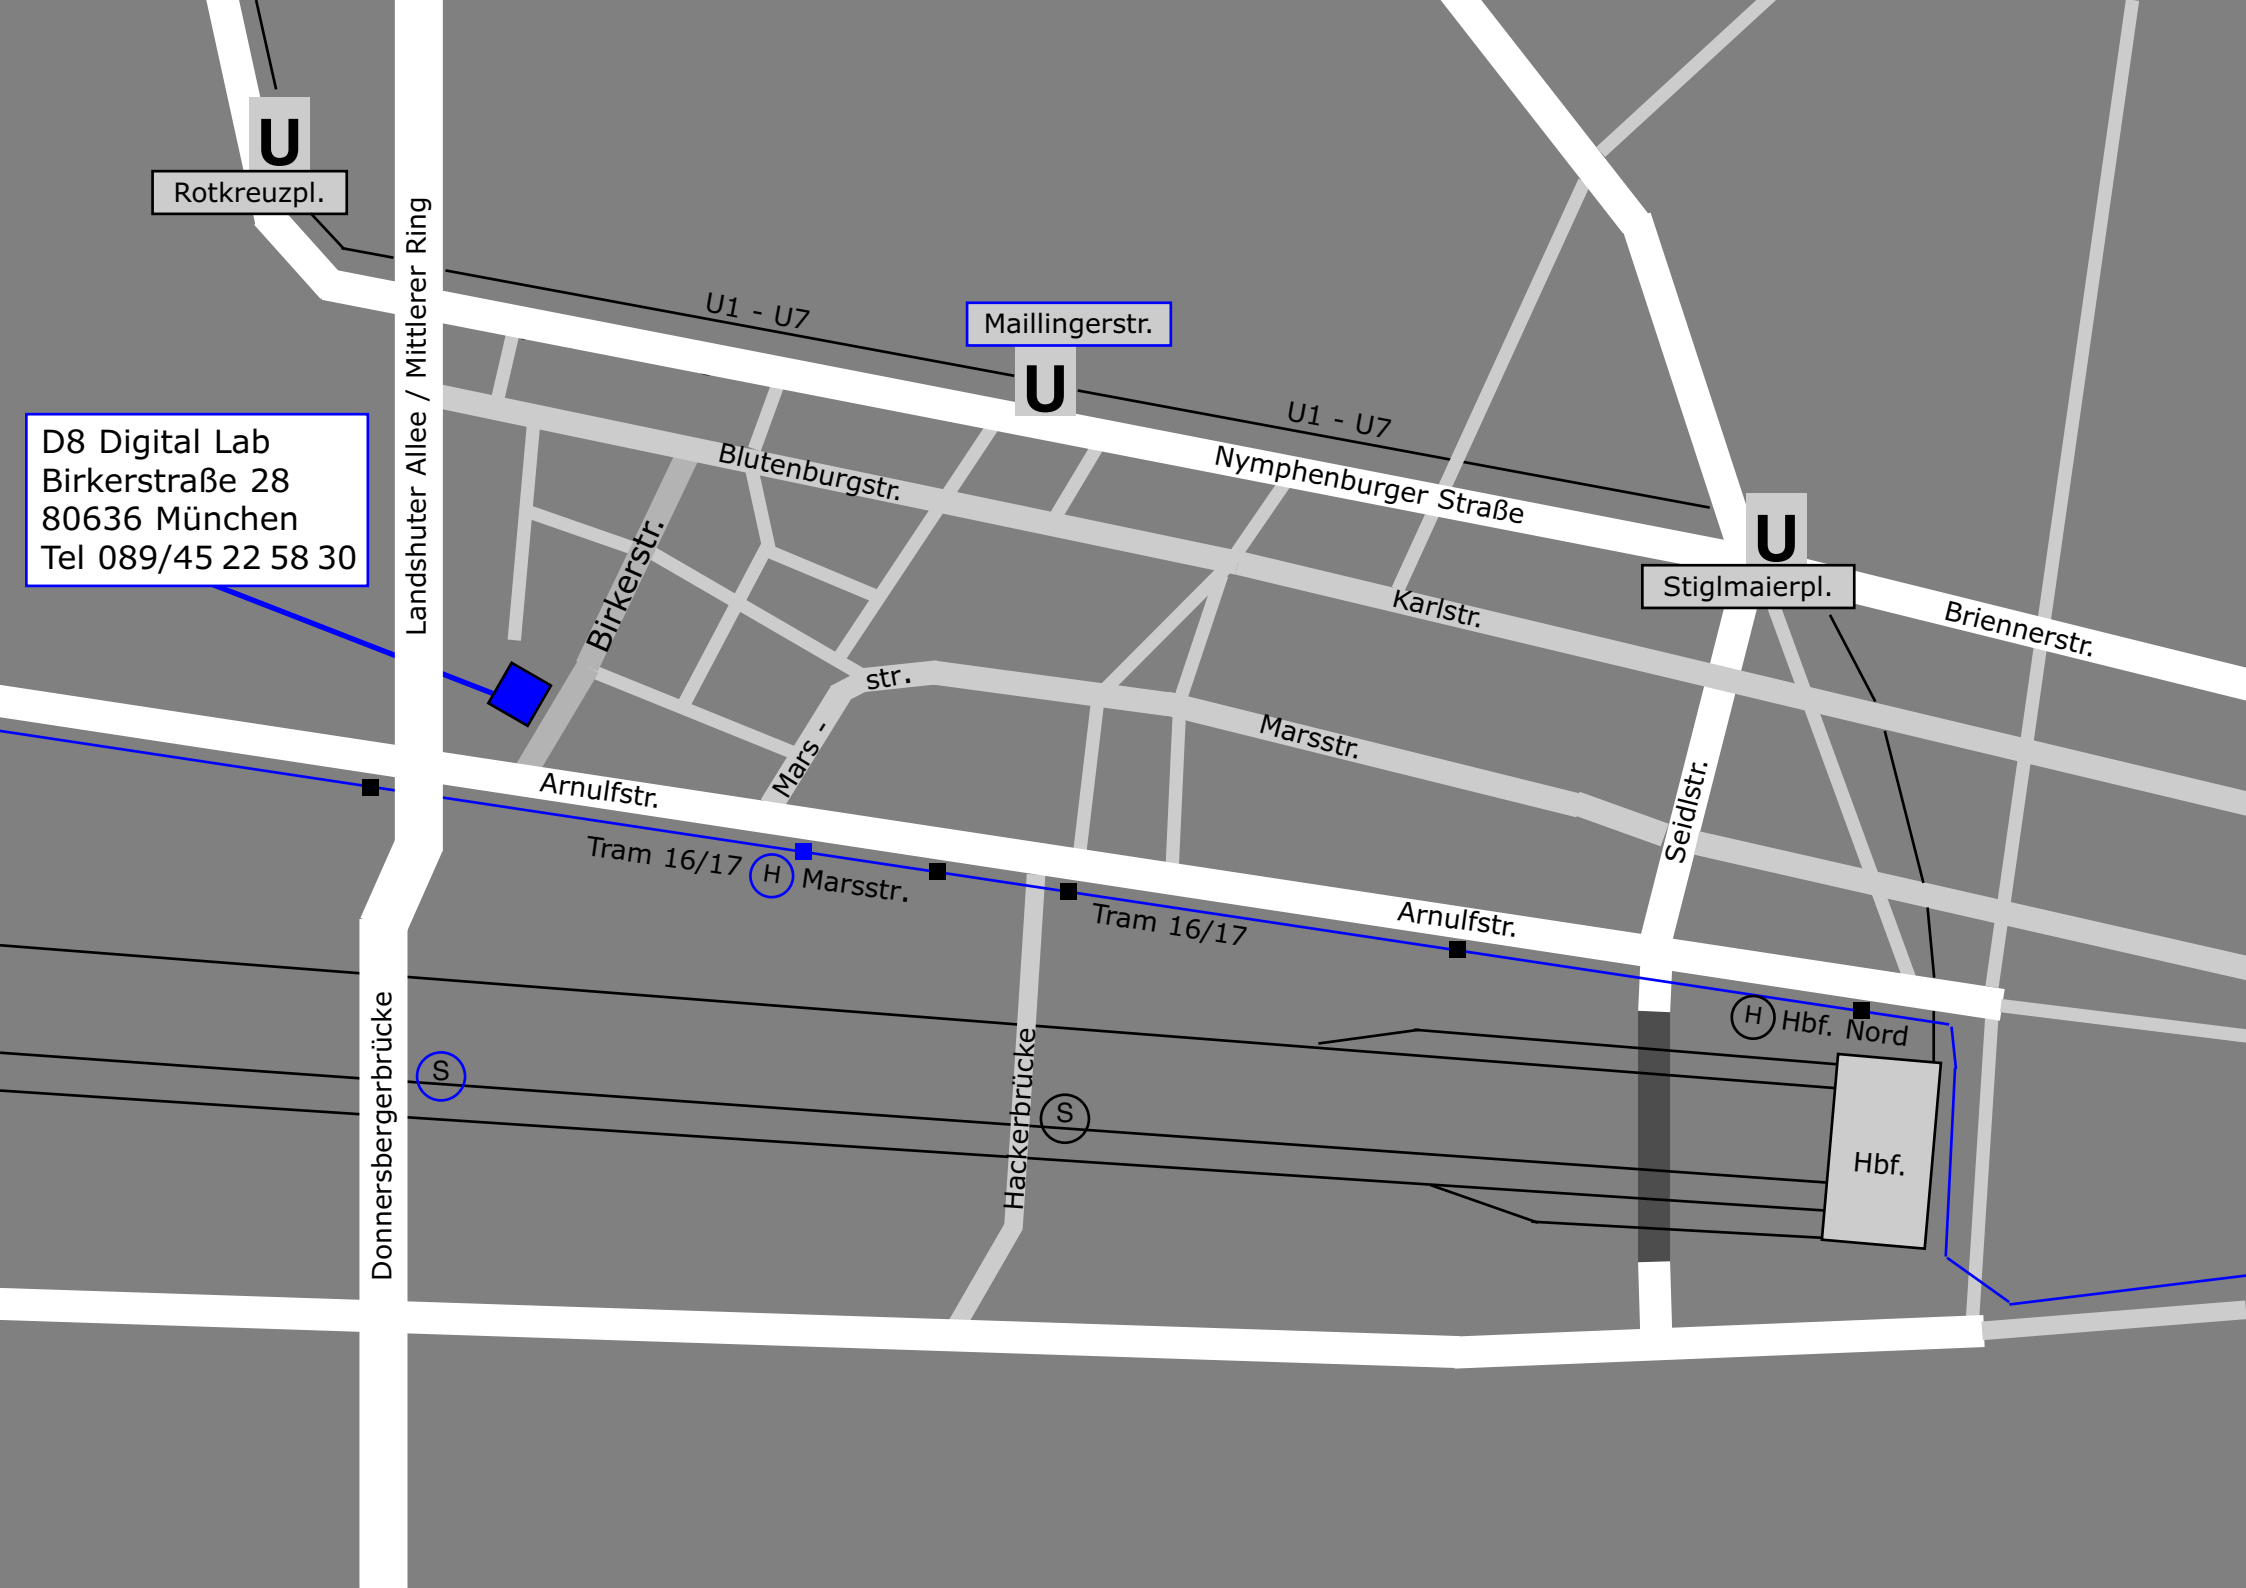 U
Rotkreuzpl.
Landshuter Allee / Mittlerer Ring
U1 - U7
Maillingerstr.
U
U1 - U7
D8 Digital Lab
Birkerstraße 28
80636 München
Tel 089/45 22 58 30
Blutenburgstr.
Nymphenburger Straße
U
Stiglmaierpl.
Birkerstr.
Karlstr.
Briennerstr.
str.
Mars -
Marsstr.
Seidlstr.
Arnulfstr.
Tram 16/17
H Marsstr.
Tram 16/17
Arnulfstr.
H Hbf. Nord
Donnersbergerbrücke
S
Hackerbrücke
S
Hbf.